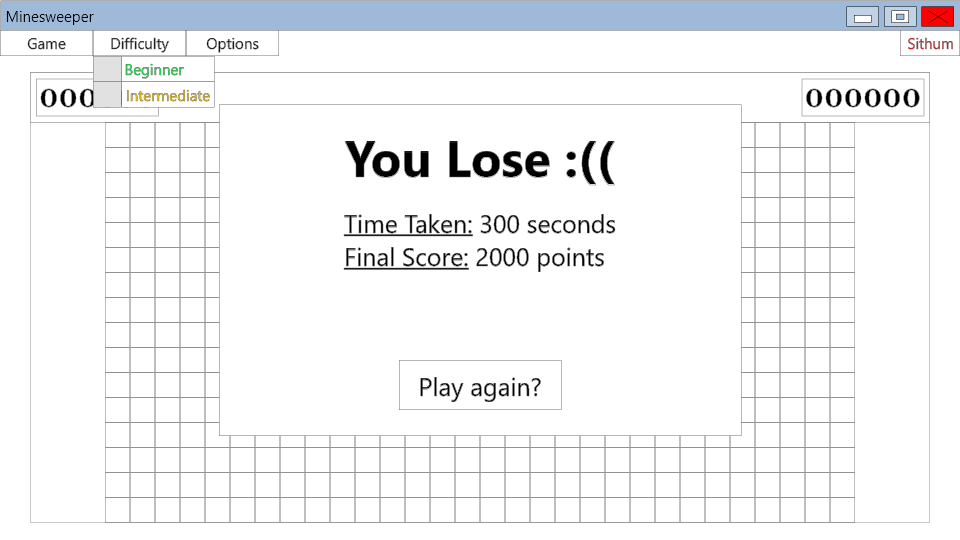 Minesweeper
Game Difficulty Options Sithum
Beginner
Intermediate
000 000000
You Lose :((
Time Taken: 300 seconds
Final Score: 2000 points
Play again?